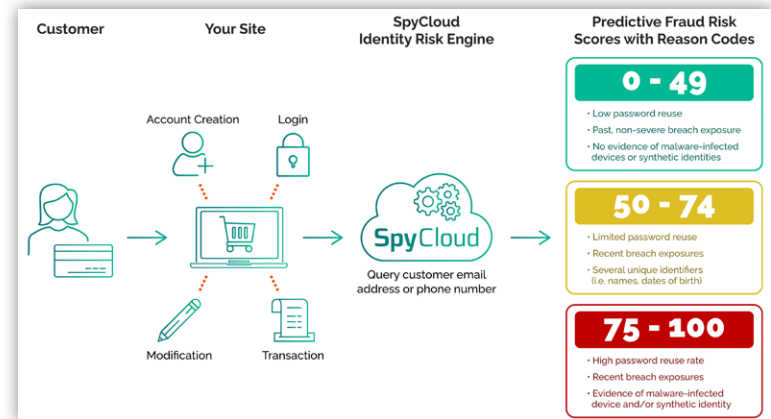 Customer
Your Site
SpyCloud
Identity Risk Engine
Predictive Fraud Risk
Scores with Reason Codes
Account Creation
Login
Modification
Transaction
SpyCloud
Query customer email
address or phone number
0 - 49
• Low password reuse
• Past, non-severe breach exposure
• No evidence of malware-infected
devices or synthetic identities
50 - 74
• Limited password reuse
• Recent breach exposures
• Several unique identifiers
(i.e. names, dates of birth)
75 - 100
• High password reuse rate
• Recent breach exposures
• Evidence of malware-infected
device and/or synthetic identity